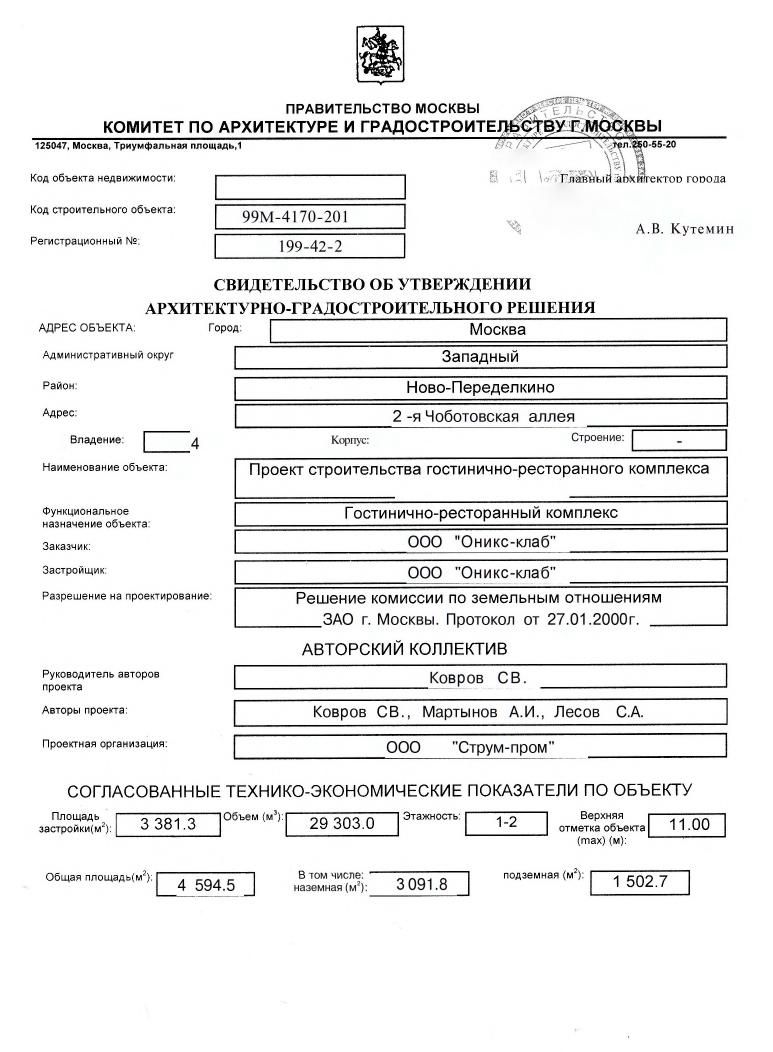 ПРАВИТЕЛЬСТВО МОСКВЫ
КОМИТЕТ ПО АРХИТЕКТУРЕ И ГРАДОСТРОИТЕЛЬСТВУ Г.МОСКВЫ
125047, Москва, Триумфальная площадь,1 тел.250-55-20
Код объекта недвижимости: Главный архитектор города
Код строительного объекта: 99М-4170-201 А.В. Кутемин
Регистрационный №: 199-42-2
СВИДЕТЕЛЬСТВО ОБ УТВЕРЖДЕНИИ
АРХИТЕКТУРНО-ГРАДОСТРОИТЕЛЬНОГО РЕШЕНИЯ
АДРЕС ОБЪЕКТА: Город: Москва
Административный округ Западный
Район: Ново-Переделкино
Адрес: 2 -я Чоботовская аллея
Владение: 4 Корпус: Строение: -
Наименование объекта: Проект строительства гостинично-ресторанного комплекса
Функциональное
назначение объекта: Гостинично-ресторанный комплекс
Заказчик: ООО "Оникс-клаб"
Застройщик: ООО "Оникс-клаб"
Разрешение на проектирование: Решение комиссии по земельным отношениям
ЗАО г. Москвы. Протокол от 27.01.2000г.
АВТОРСКИЙ КОЛЛЕКТИВ
Руководитель авторов
проекта Ковров СВ.
Авторы проекта: Ковров СВ., Мартынов А.И., Лесов С.А.
Проектная организация: ООО "Струм-пром"
СОГЛАСОВАННЫЕ ТЕХНИКО-ЭКОНОМИЧЕСКИЕ ПОКАЗАТЕЛИ ПО ОБЪЕКТУ
Площадь
застройки(м²): 3 381.3 Объем (м³): 29 303.0 Этажность: 1-2 Верхняя
отметка объекта
(max) (м): 11.00
Общая площадь(м²): 4 594.5 В том числе:
наземная (м²): 3 091.8 подземная (м²): 1 502.7